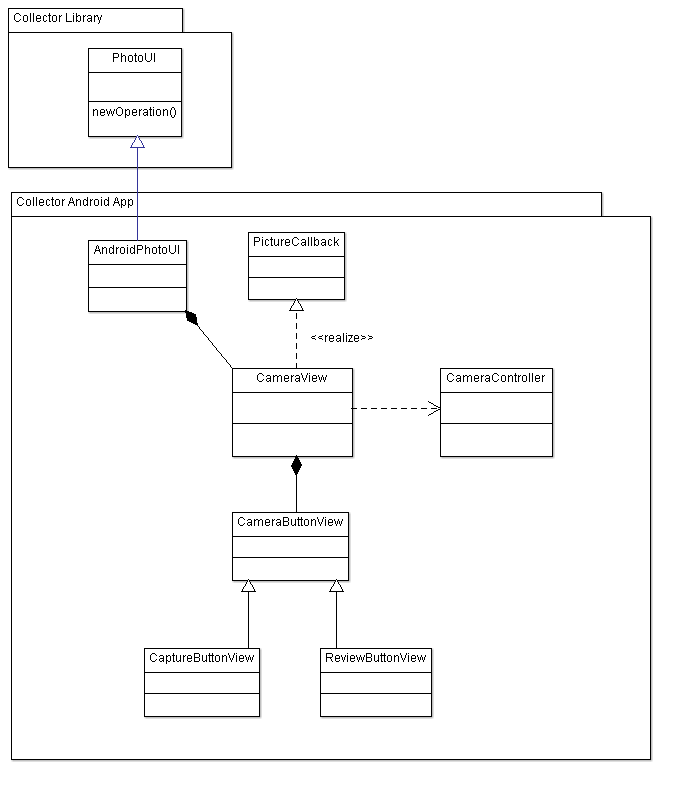 Collector Library
PhotoUI
newOperation()
Collector Android App
AndroidPhotoUI
PictureCallback
<<realize>>
CameraView
CameraController
CameraButtonView
CaptureButtonView
ReviewButtonView